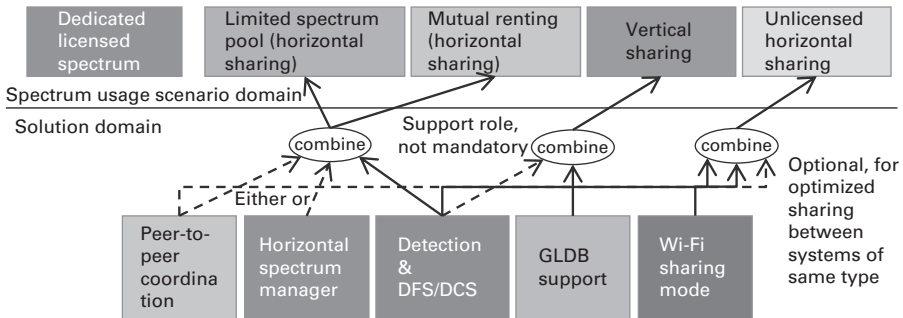 Dedicated
licensed
spectrum
Limited spectrum
pool (horizontal
sharing)
Mutual renting
(horizontal
sharing)
Vertical
sharing
Unlicensed
horizontal
sharing
Spectrum usage scenario domain
Solution domain
combine
Support role,
not mandatory
combine
combine
Optional, for
optimized
sharing
between
systems of
same type
Either or
Peer-to-
peer
coordina
tion
Horizontal
spectrum
manager
Detection
&
DFS/DCS
GLDB
support
Wi-Fi
sharing
mode